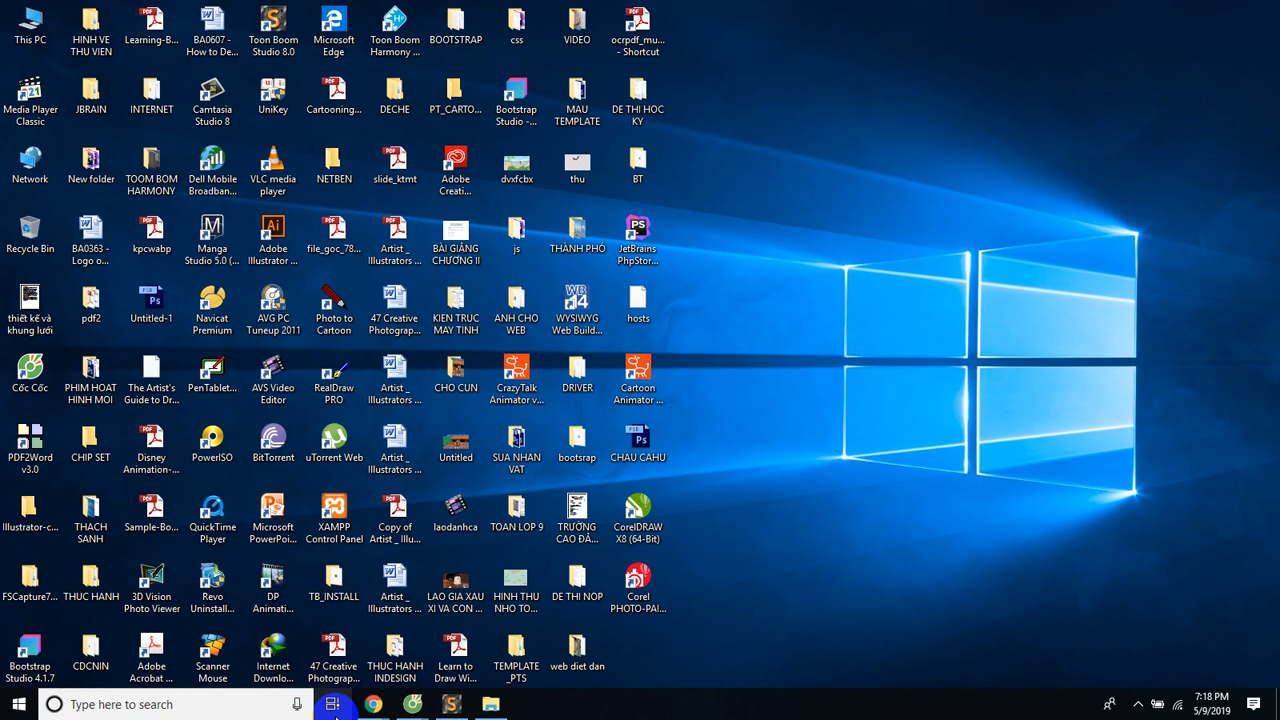 This PC
HINH VE
THU VIEN
Learning-B...
BA0607 -
How to De...
Toon Boom
Studio 8.0
Microsoft
Edge
Toon Boom
Harmony ...
BOOTSTRAP
css
VIDEO
ocrpdf_mu...
- Shortcut
Media Player
Classic
JBRAIN
INTERNET
Camtasia
Studio 8
UniKey
Cartooning...
DECHE
PT_CARTO...
Bootstrap
Studio -...
MAU
TEMPLATE
DE THI HOC
KY
Network
New folder
TOOM BOM
HARMONY
Dell Mobile
Broadban...
VLC media
player
NETBEN
slide_ktmt
Adobe
Creati...
dvxfcbx
thu
BT
Recycle Bin
BA0363 -
Logo o...
kpcwabp
Manga
Studio 5.0 (...
Adobe
Illustrator ...
file_goc_78...
Artist _
Illustrators ...
BÀI GIẢNG
CHƯƠNG II
js
THANH PHÓ
JetBrains
PhpStor...
thiết kế và
khung lưới
pdf2
Untitled-1
Navicat
Premium
AVG PC
Tuneup 2011
Photo to
Cartoon
47 Creative
Photograp...
KIEN TRUC
MAY TINH
ANH CHO
WEB
WYSIWYG
Web Build...
hosts
Cốc Cốc
PHIM HOAT
HINH MOI
The Artist's
Guide to Dr...
PenTablet...
AVS Video
Editor
RealDraw
PRO
Artist _
Illustrators ...
CHO CUN
CrazyTalk
Animator v...
DRIVER
Cartoon
Animator ...
PDF2Word
v3.0
CHIP SET
Disney
Animation-...
PowerISO
BitTorrent
uTorrent Web
Artist _
Illustrators ...
Untitled
SUA NHAN
VAT
bootsrap
CHAU CAHU
Illustrator-c...
THACH
SANH
Sample-Bo...
QuickTime
Player
Microsoft
PowerPoi...
XAMPP
Control Panel
Copy of
Artist _ Illu...
laodanhca
TOAN LOP 9
TRƯỜNG
CAO ĐẲ...
CorelDRAW
X8 (64-Bit)
FSCapture7...
THUC HANH
3D Vision
Photo Viewer
Revo
Uninstall...
DP
Animati...
TB_INSTALL
Artist _
Illustrators ...
LAO GIA XAU
XI VA CON ...
HINH THU
NHO TO...
DE THI NOP
Corel
PHOTO-PAI...
Bootstrap
Studio 4.1.7
CDCNIN
Adobe
Acrobat ...
Scanner
Mouse
Internet
Downlo...
47 Creative
Photograp...
THUC HANH
INDESIGN
Learn to
Draw Wi...
TEMPLATE
_PTS
web diet dan
Type here to search
7:18 PM
5/9/2019